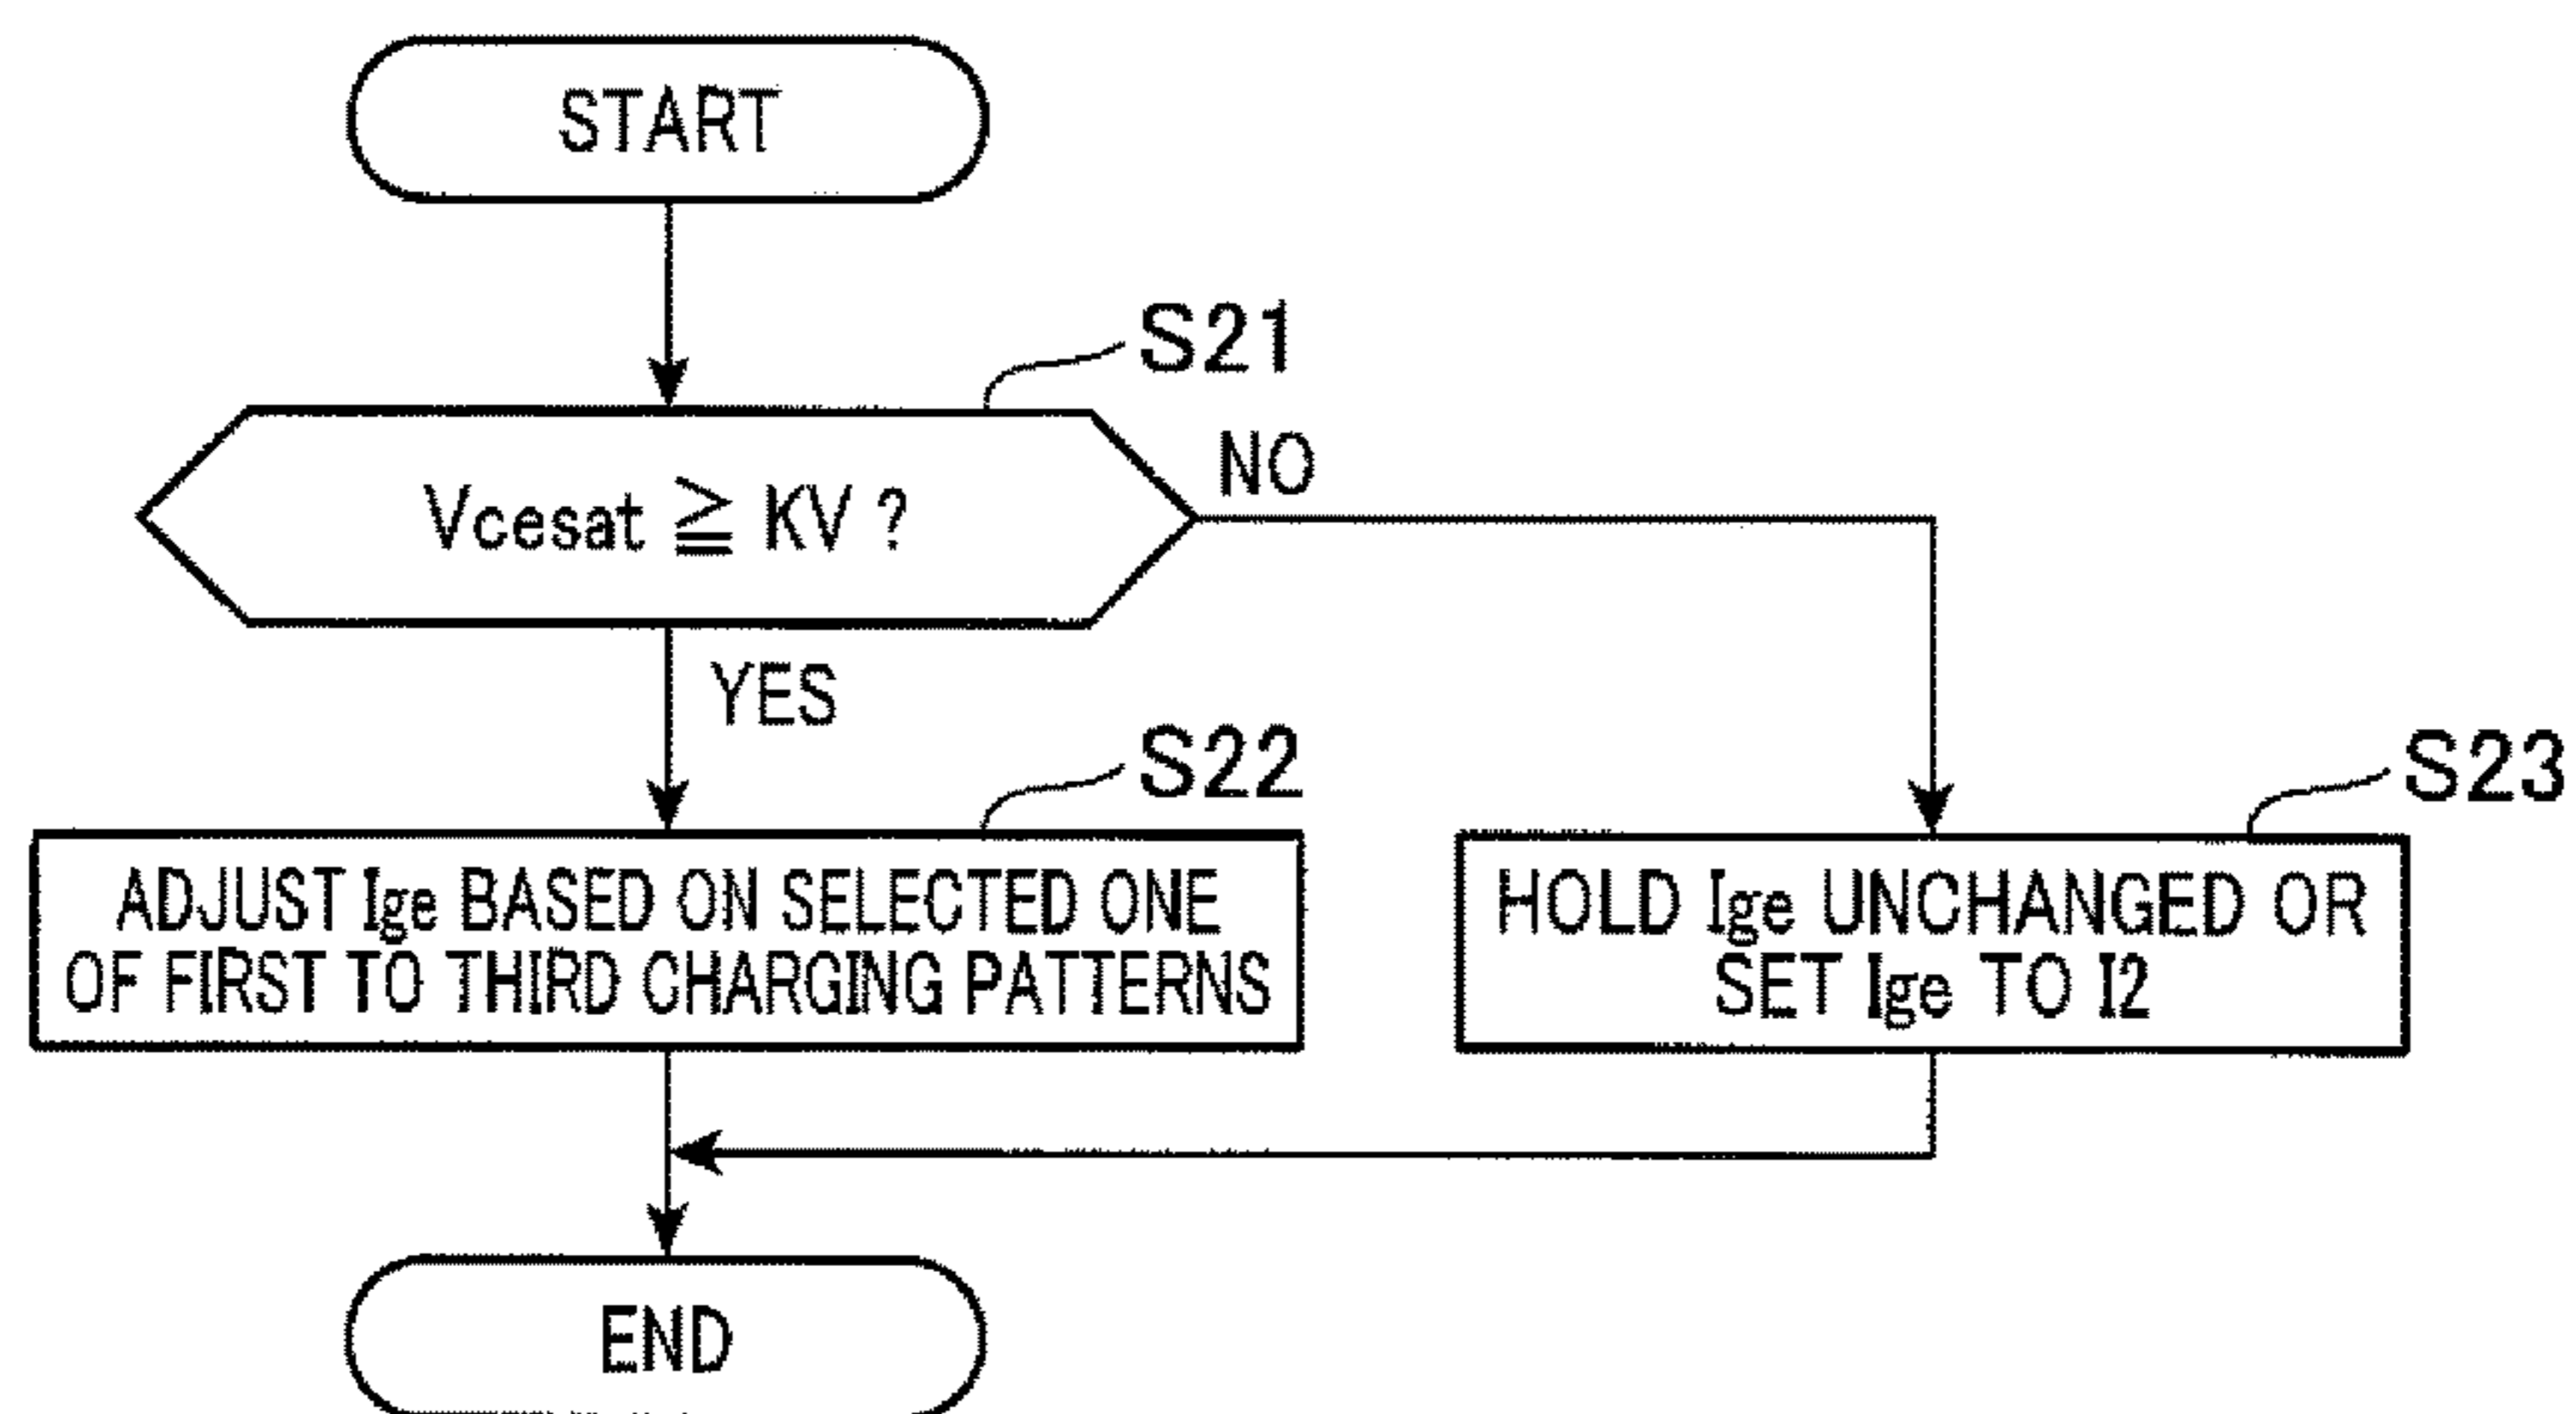 START
S21
Vcesat ≧ KV ?
NO
YES
S22
ADJUST Ige BASED ON SELECTED ONE
OF FIRST TO THIRD CHARGING PATTERNS
S23
HOLD Ige UNCHANGED OR
SET Ige TO I2
END